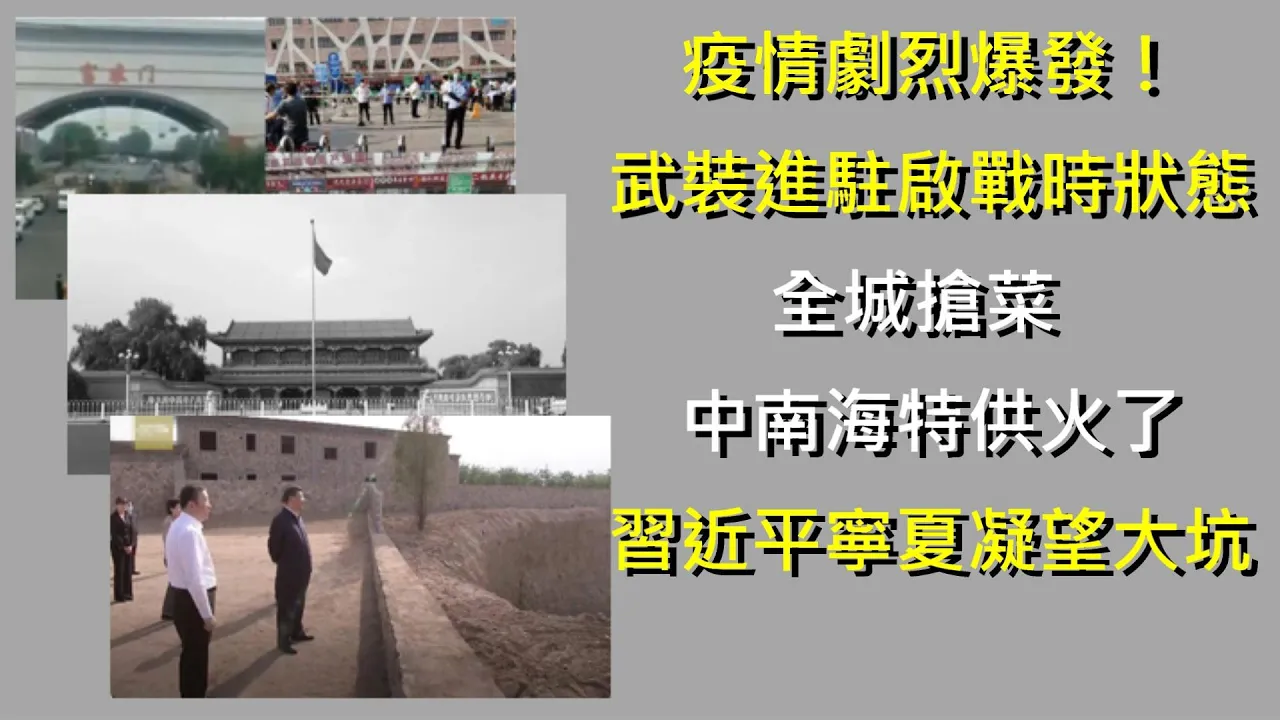 疫情劇烈爆發！
武裝進駐啟戰時狀態
全城搶菜
中南海特供火了
習近平寧夏凝望大坑